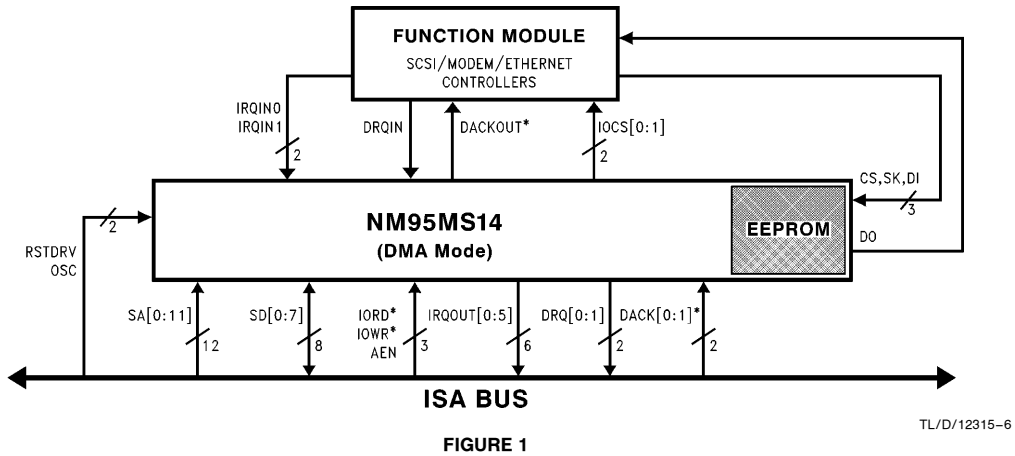 FUNCTION MODULE
SCSI/MODEM/ETHERNET
CONTROLLERS
IRQIN0
IRQIN1
2
DRQIN
DACKOUT*
IOCS[0:1]
2
CS,SK,DI
3
NM95MS14
(DMA Mode)
EEPROM
DO
2
RSTDRV
OSC
SA[0:11]
12
SD[0:7]
8
IORD*
IOWR*
AEN
3
IRQOUT[0:5]
6
DRQ[0:1]
2
DACK[0:1]*
2
ISA BUS
TL/D/12315–6
FIGURE 1